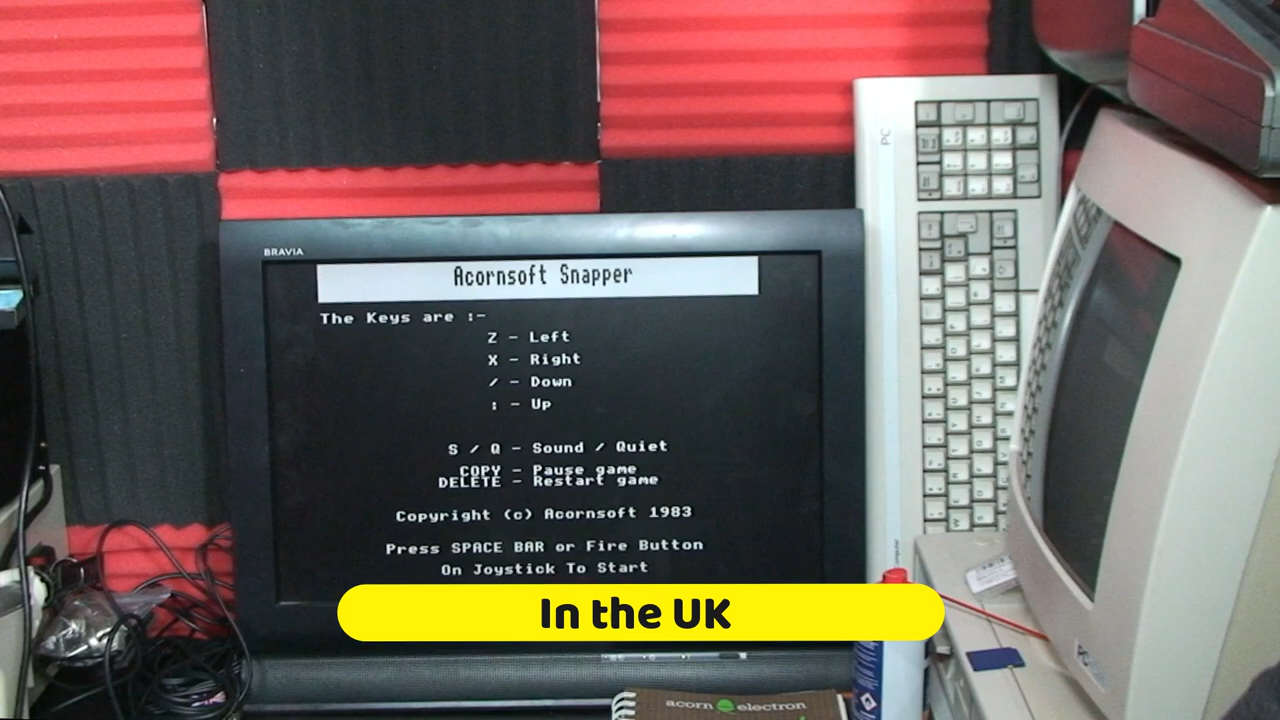 BRAVIA
Acornsoft Snapper
The Keys are :-
Z - Left
X - Right
/ - Down
: - Up
S / Q - Sound / Quiet
COPY - Pause game
DELETE - Restart game
Copyright (c) Acornsoft 1983
Press SPACE BAR or Fire Button
On Joystick To Start
In the UK
acorn electron
PC
PC